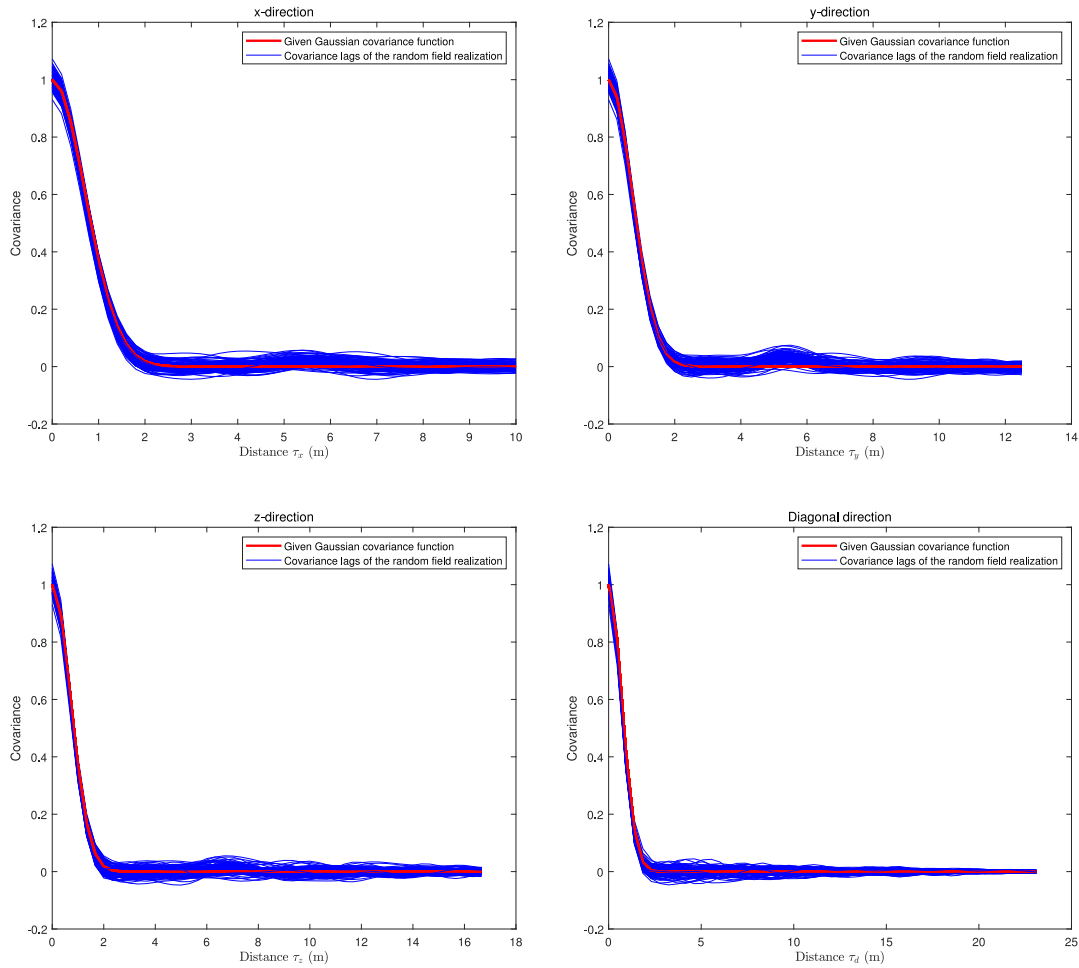 x-direction
1.2
1
0.8
0.6
0.4
0.2
0
-0.2
Covariance
Given Gaussian covariance function
Covariance lags of the random field realization
0 1 2 3 4 5 6 7 8 9 10
Distance τx (m)
y-direction
1.2
1
0.8
0.6
0.4
0.2
0
-0.2
Covariance
Given Gaussian covariance function
Covariance lags of the random field realization
0 2 4 6 8 10 12 14
Distance τy (m)
z-direction
1.2
1
0.8
0.6
0.4
0.2
0
-0.2
Covariance
Given Gaussian covariance function
Covariance lags of the random field realization
0 2 4 6 8 10 12 14 16 18
Distance τz (m)
Diagonal direction
1.2
1
0.8
0.6
0.4
0.2
0
-0.2
Covariance
Given Gaussian covariance function
Covariance lags of the random field realization
0 5 10 15 20 25
Distance τd (m)